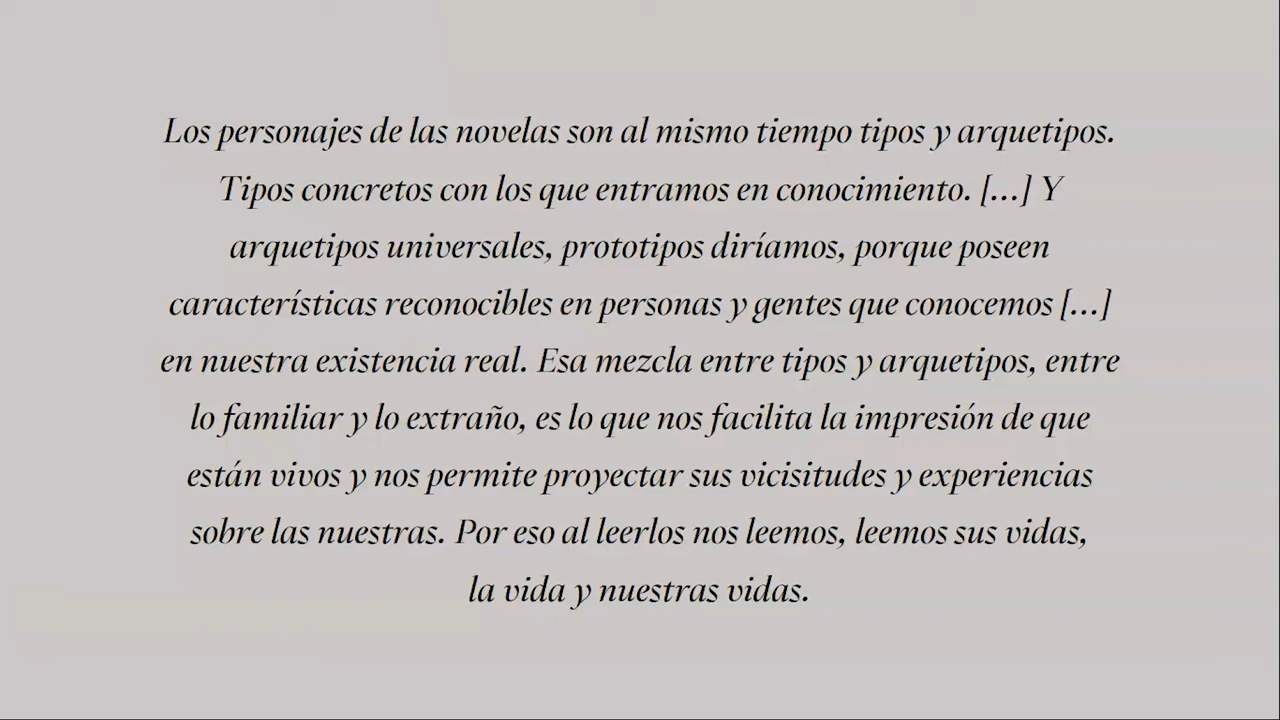 Los personajes de las novelas son al mismo tiempo tipos y arquetipos.
Tipos concretos con los que entramos en conocimiento. [...] Y
arquetipos universales, prototipos diríamos, porque poseen
características reconocibles en personas y gentes que conocemos [...]
en nuestra existencia real. Esa mezcla entre tipos y arquetipos, entre
lo familiar y lo extraño, es lo que nos facilita la impresión de que
están vivos y nos permite proyectar sus vicisitudes y experiencias
sobre las nuestras. Por eso al leerlos nos leemos, leemos sus vidas,
la vida y nuestras vidas.